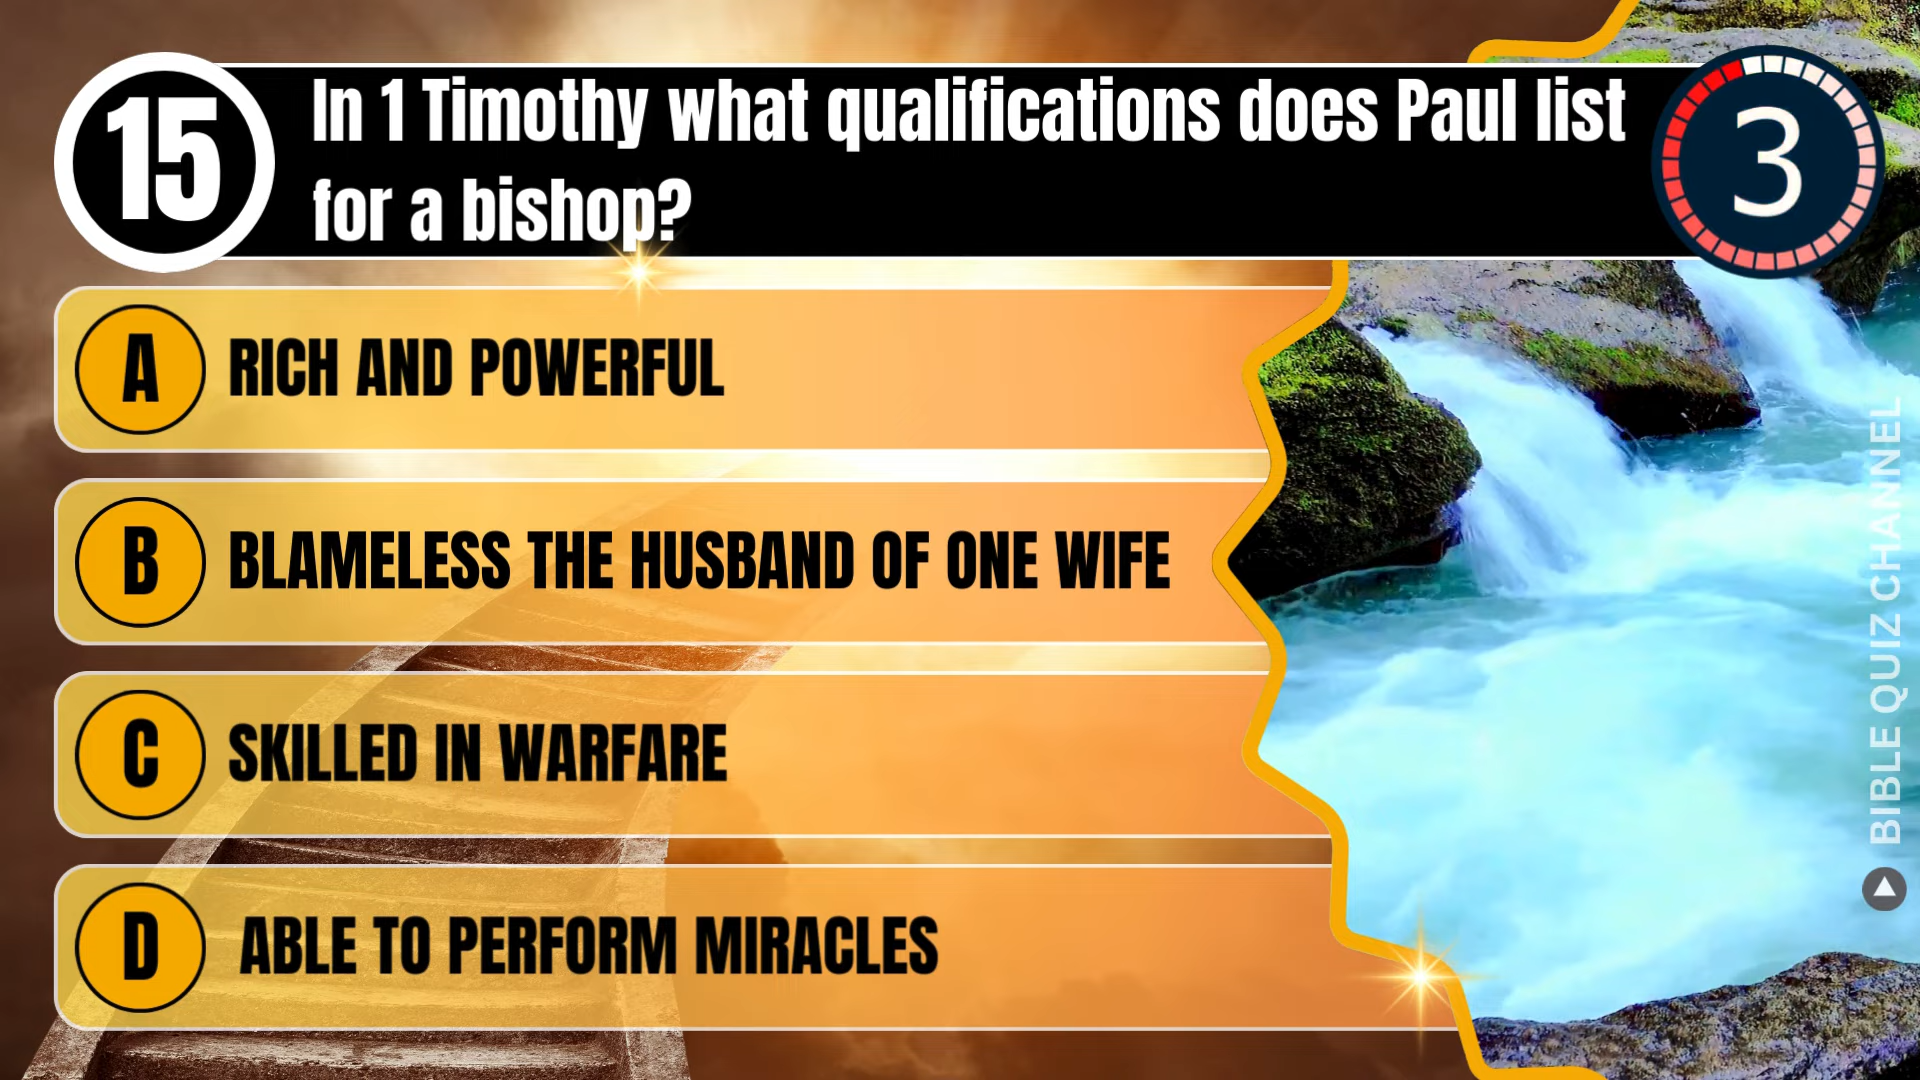 15
In 1 Timothy what qualifications does Paul list
for a bishop?
3
A
RICH AND POWERFUL
B
BLAMELESS THE HUSBAND OF ONE WIFE
C
SKILLED IN WARFARE
D
ABLE TO PERFORM MIRACLES
BIBLE QUIZ CHANNEL